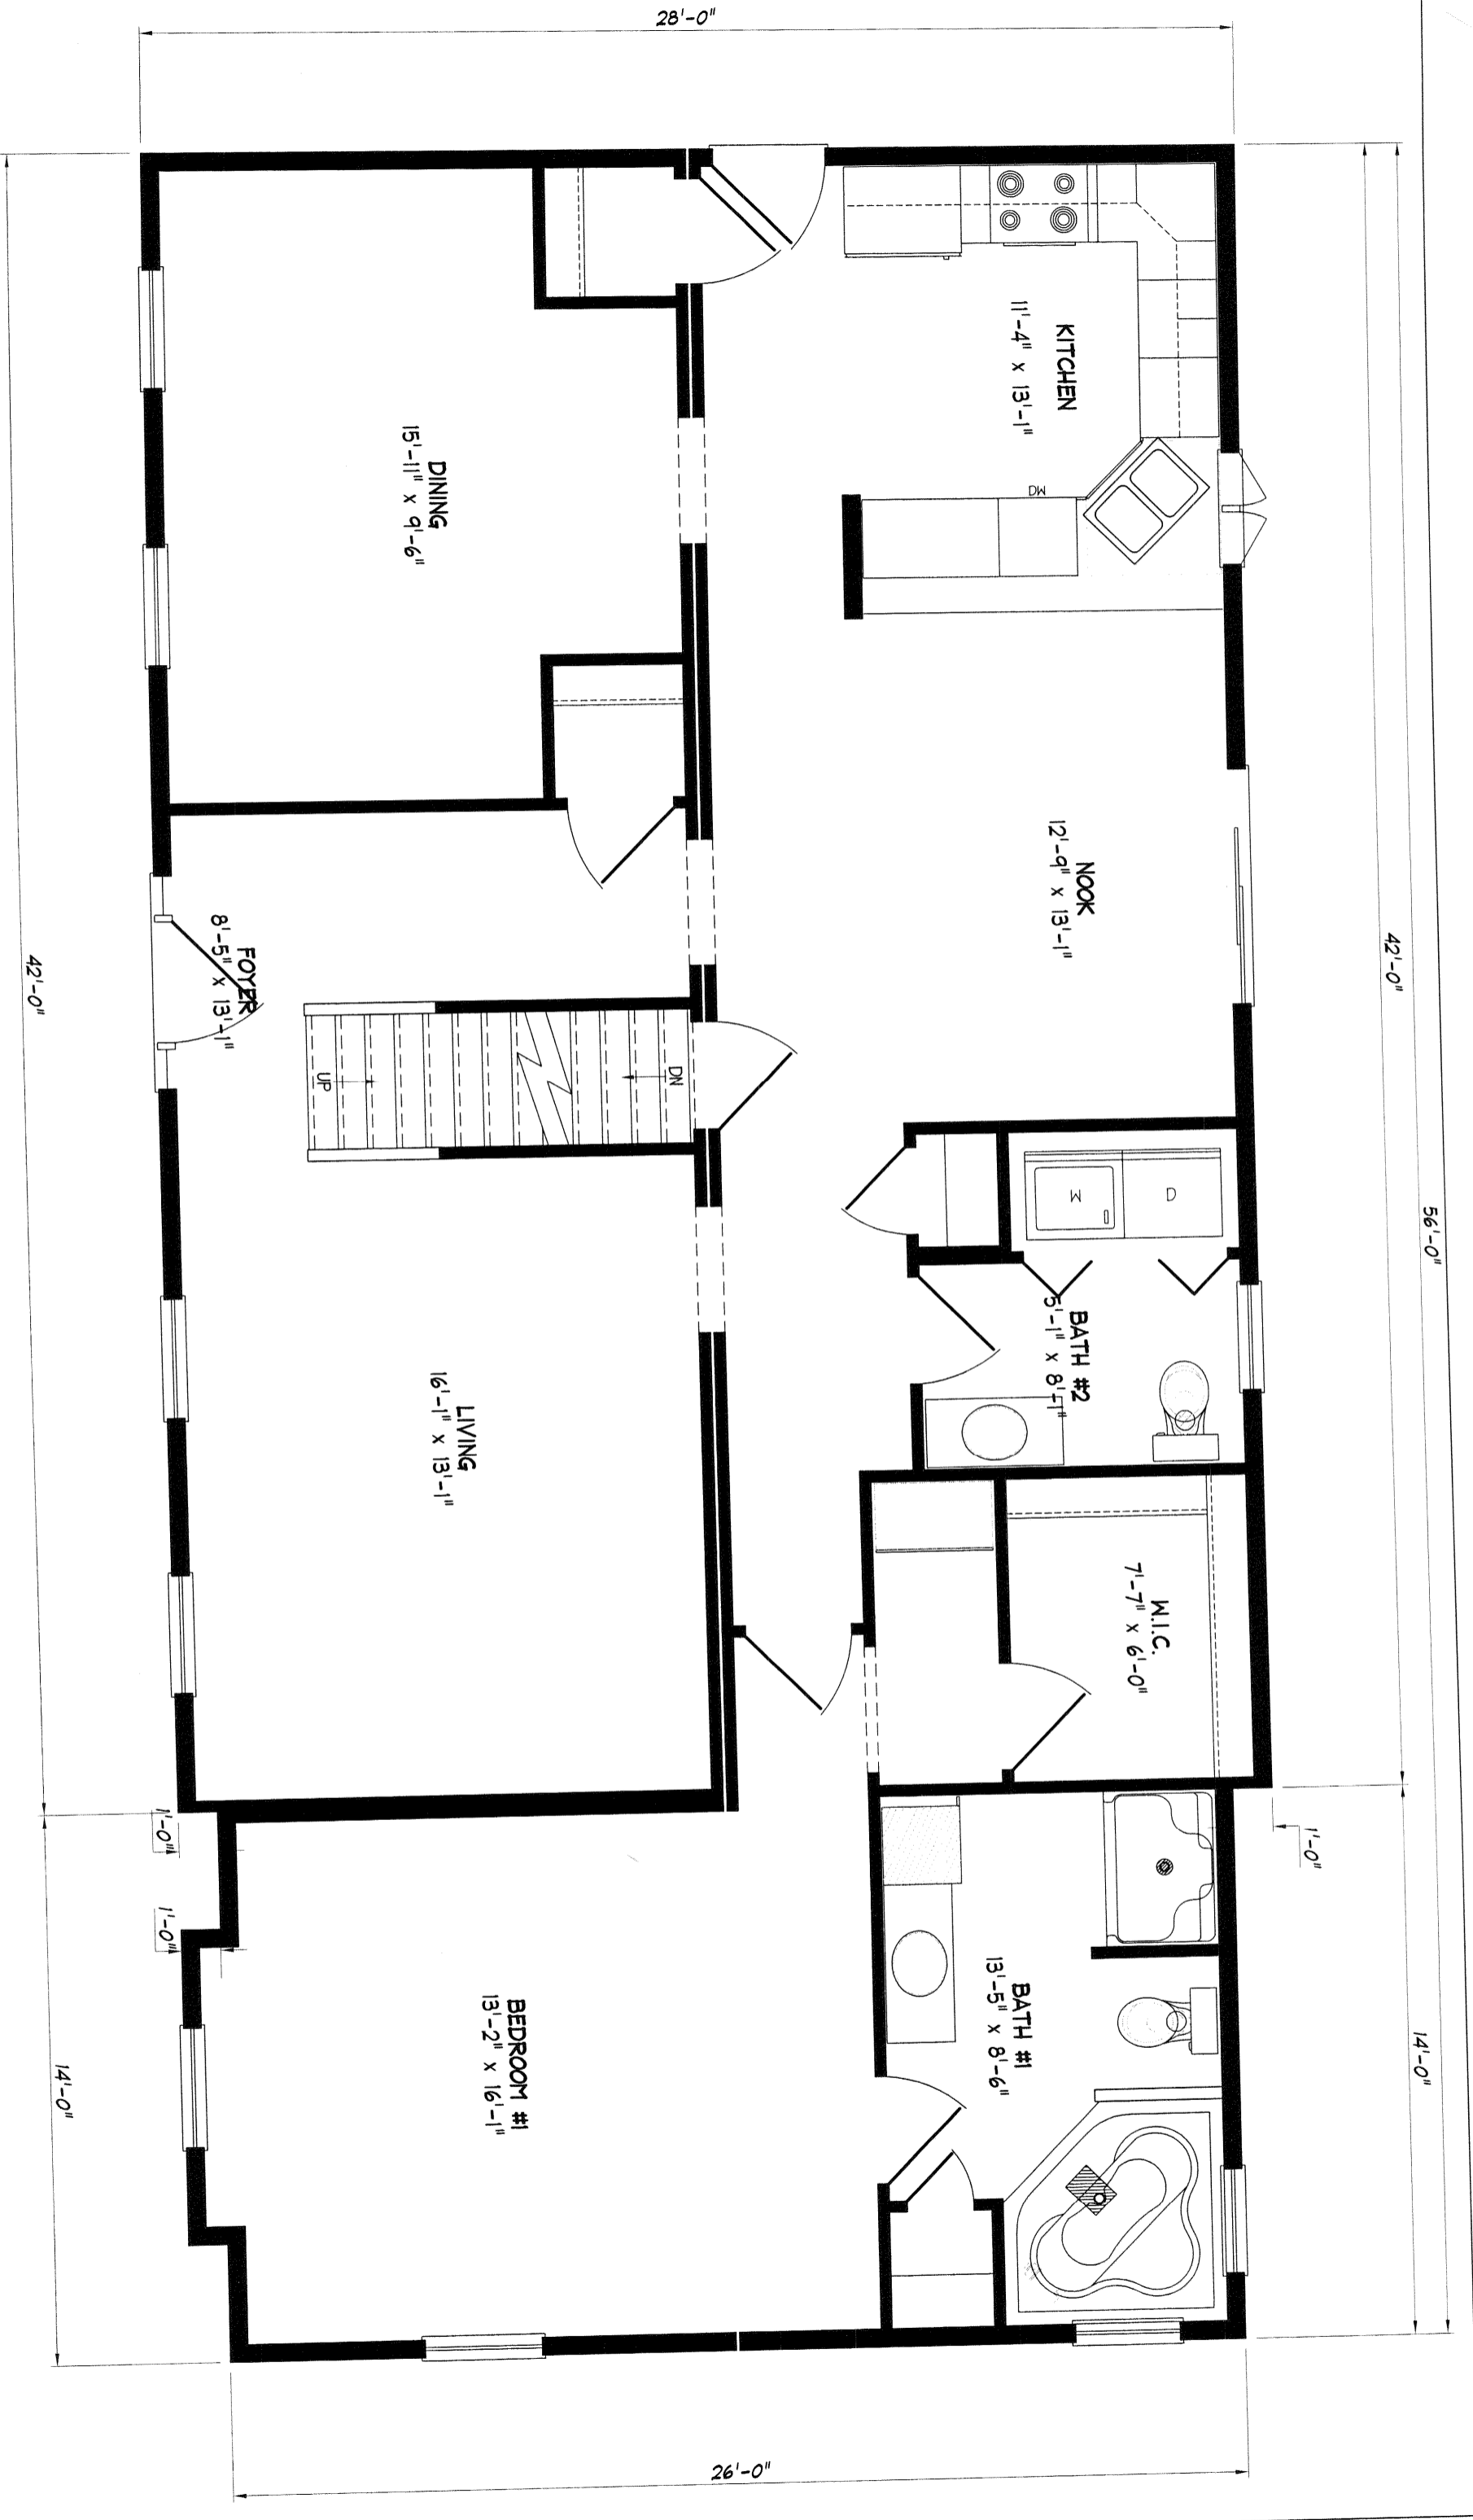 28'-0"
KITCHEN
11'-4" x 13'-1"
DINING
15'-11" x 9'-6"
DW
NOOK
12'-9" x 13'-1"
FOYER
8'-5" x 13'-1"
42'-0"
42'-0"
56'-0"
UP
DN
W
D
BATH #2
5'-1" x 8'-1"
LIVING
16'-1" x 13'-1"
W.I.C.
7'-7" x 6'-0"
1'-0"
1'-0"
1'-0"
BATH #1
13'-5" x 8'-6"
BEDROOM #1
13'-2" x 16'-1"
14'-0"
14'-0"
26'-0"